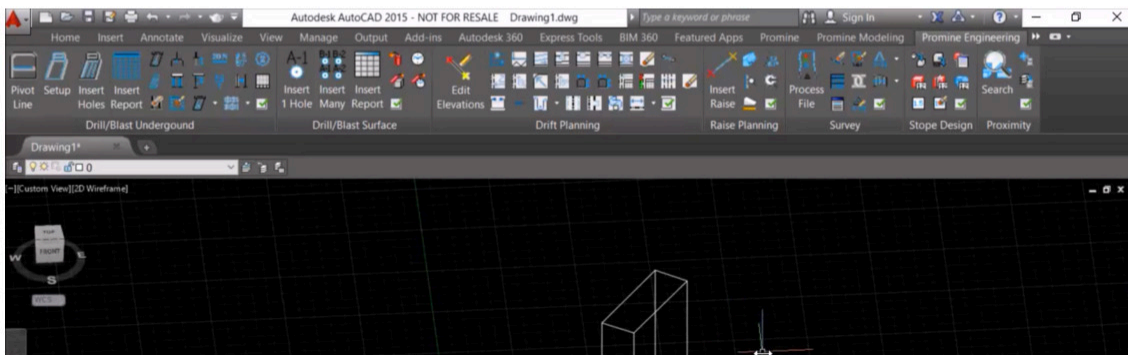 Autodesk AutoCAD 2015 - NOT FOR RESALE Drawing1.dwg Type a keyword or phrase Sign In
Home Insert Annotate Visualize View Manage Output Add-ins Autodesk 360 Express Tools BIM 360 Featured Apps Promine Promine Modeling Promine Engineering
Pivot Line Setup Insert Holes Insert Report A-1 Insert 1 Hole Insert Many Insert Report Edit Elevations Insert Raise Process File Search
Drill/Blast Undergound Drill/Blast Surface Drift Planning Raise Planning Survey Stope Design Proximity
Drawing1*
0
[-][Custom View][2D Wireframe]
TOP
FRONT
W E
S
WCS